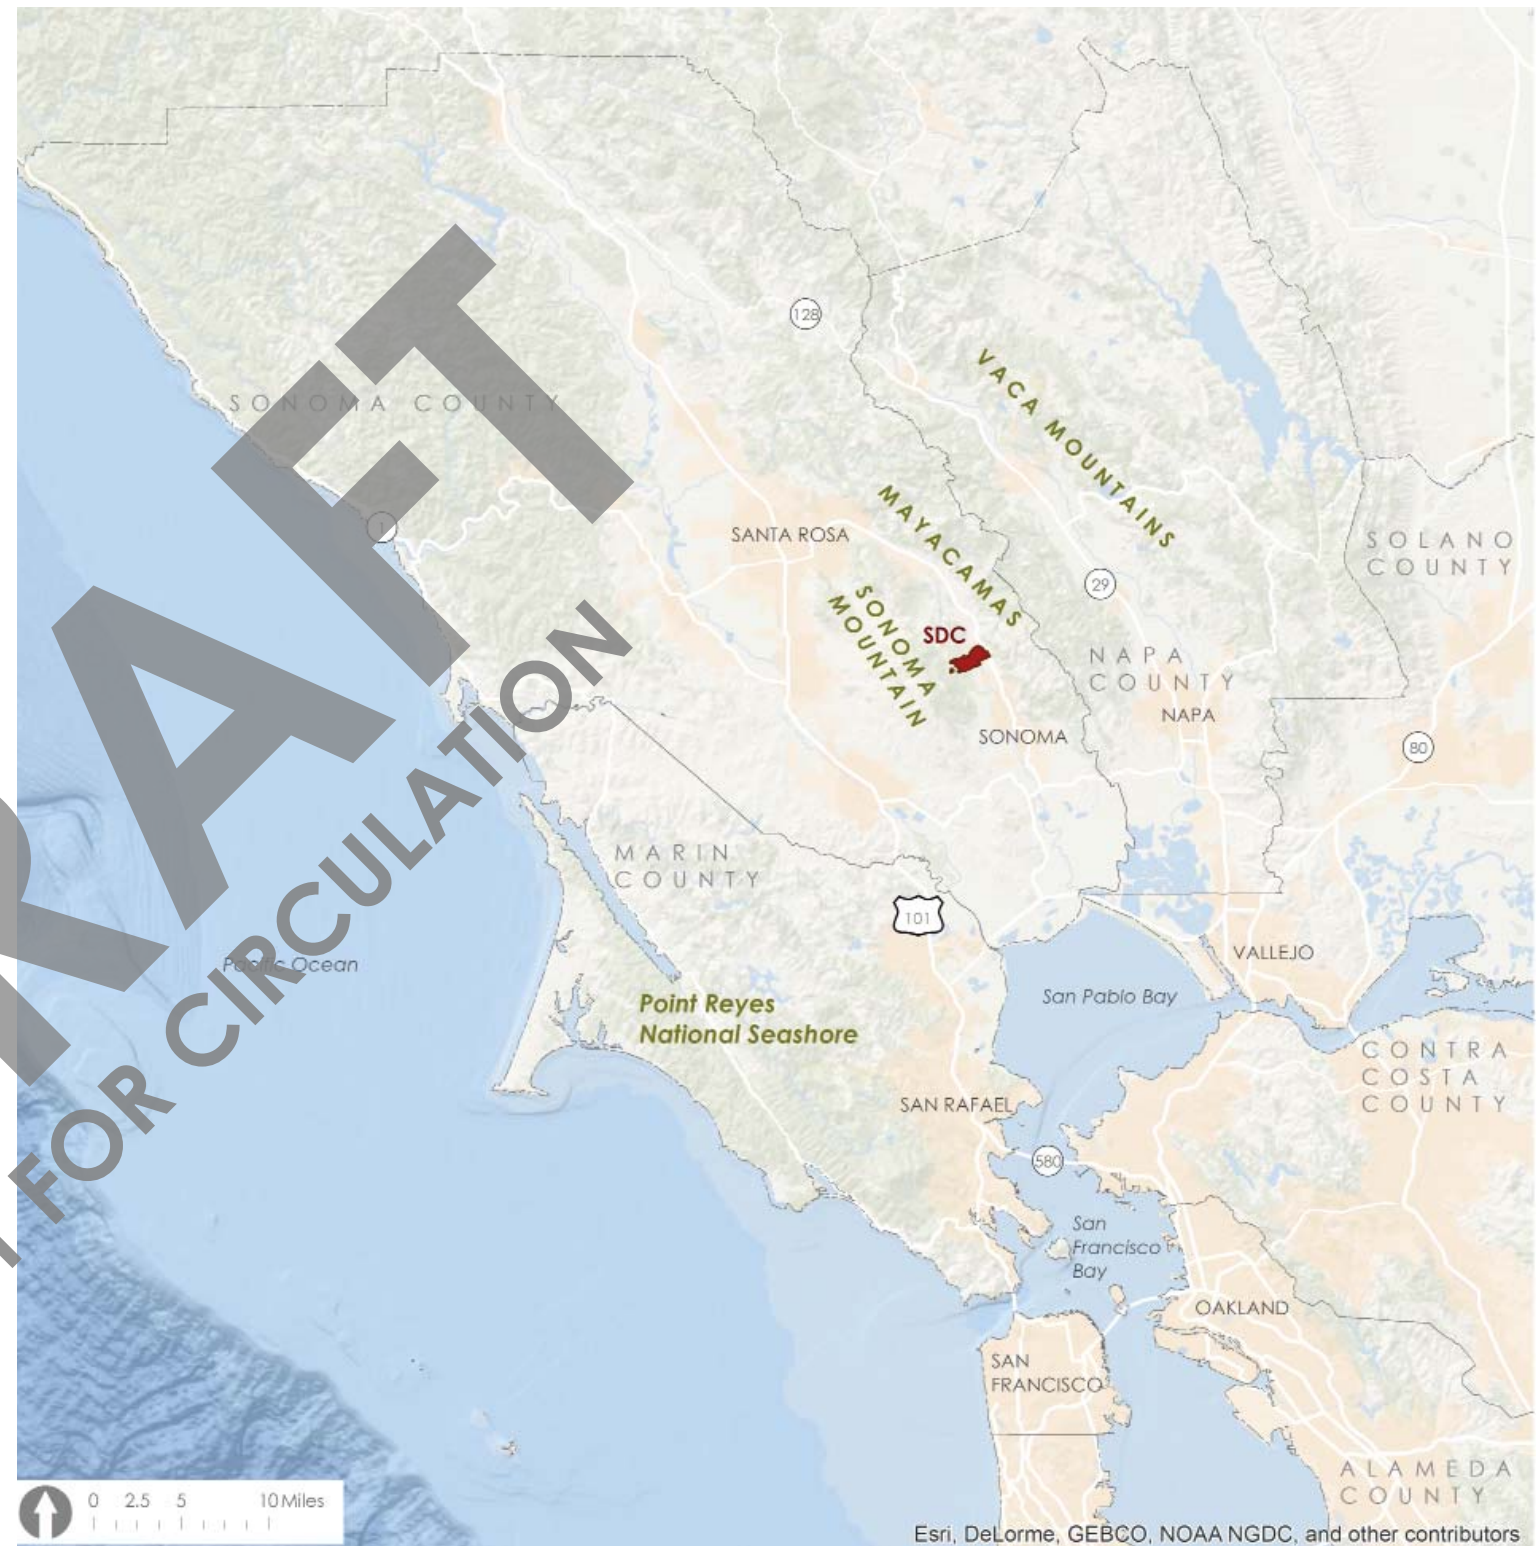 128
SONOMA COUNTY
VACA MOUNTAINS
1
SANTA ROSA
MAYACAMAS
SOLANO
COUNTY
29
SONOMA
MOUNTAIN
SDC
NAPA
COUNTY
NAPA
SONOMA
80
MARIN
COUNTY
101
VALLEJO
Pacific Ocean
San Pablo Bay
Point Reyes
National Seashore
CONTRA
COSTA
COUNTY
SAN RAFAEL
580
San
Francisco
Bay
OAKLAND
SAN
FRANCISCO
ALAMEDA
COUNTY
0 2.5 5 10 Miles
Esri, DeLorme, GEBCO, NOAA NGDC, and other contributors
RAFT
FOR CIRCULATION